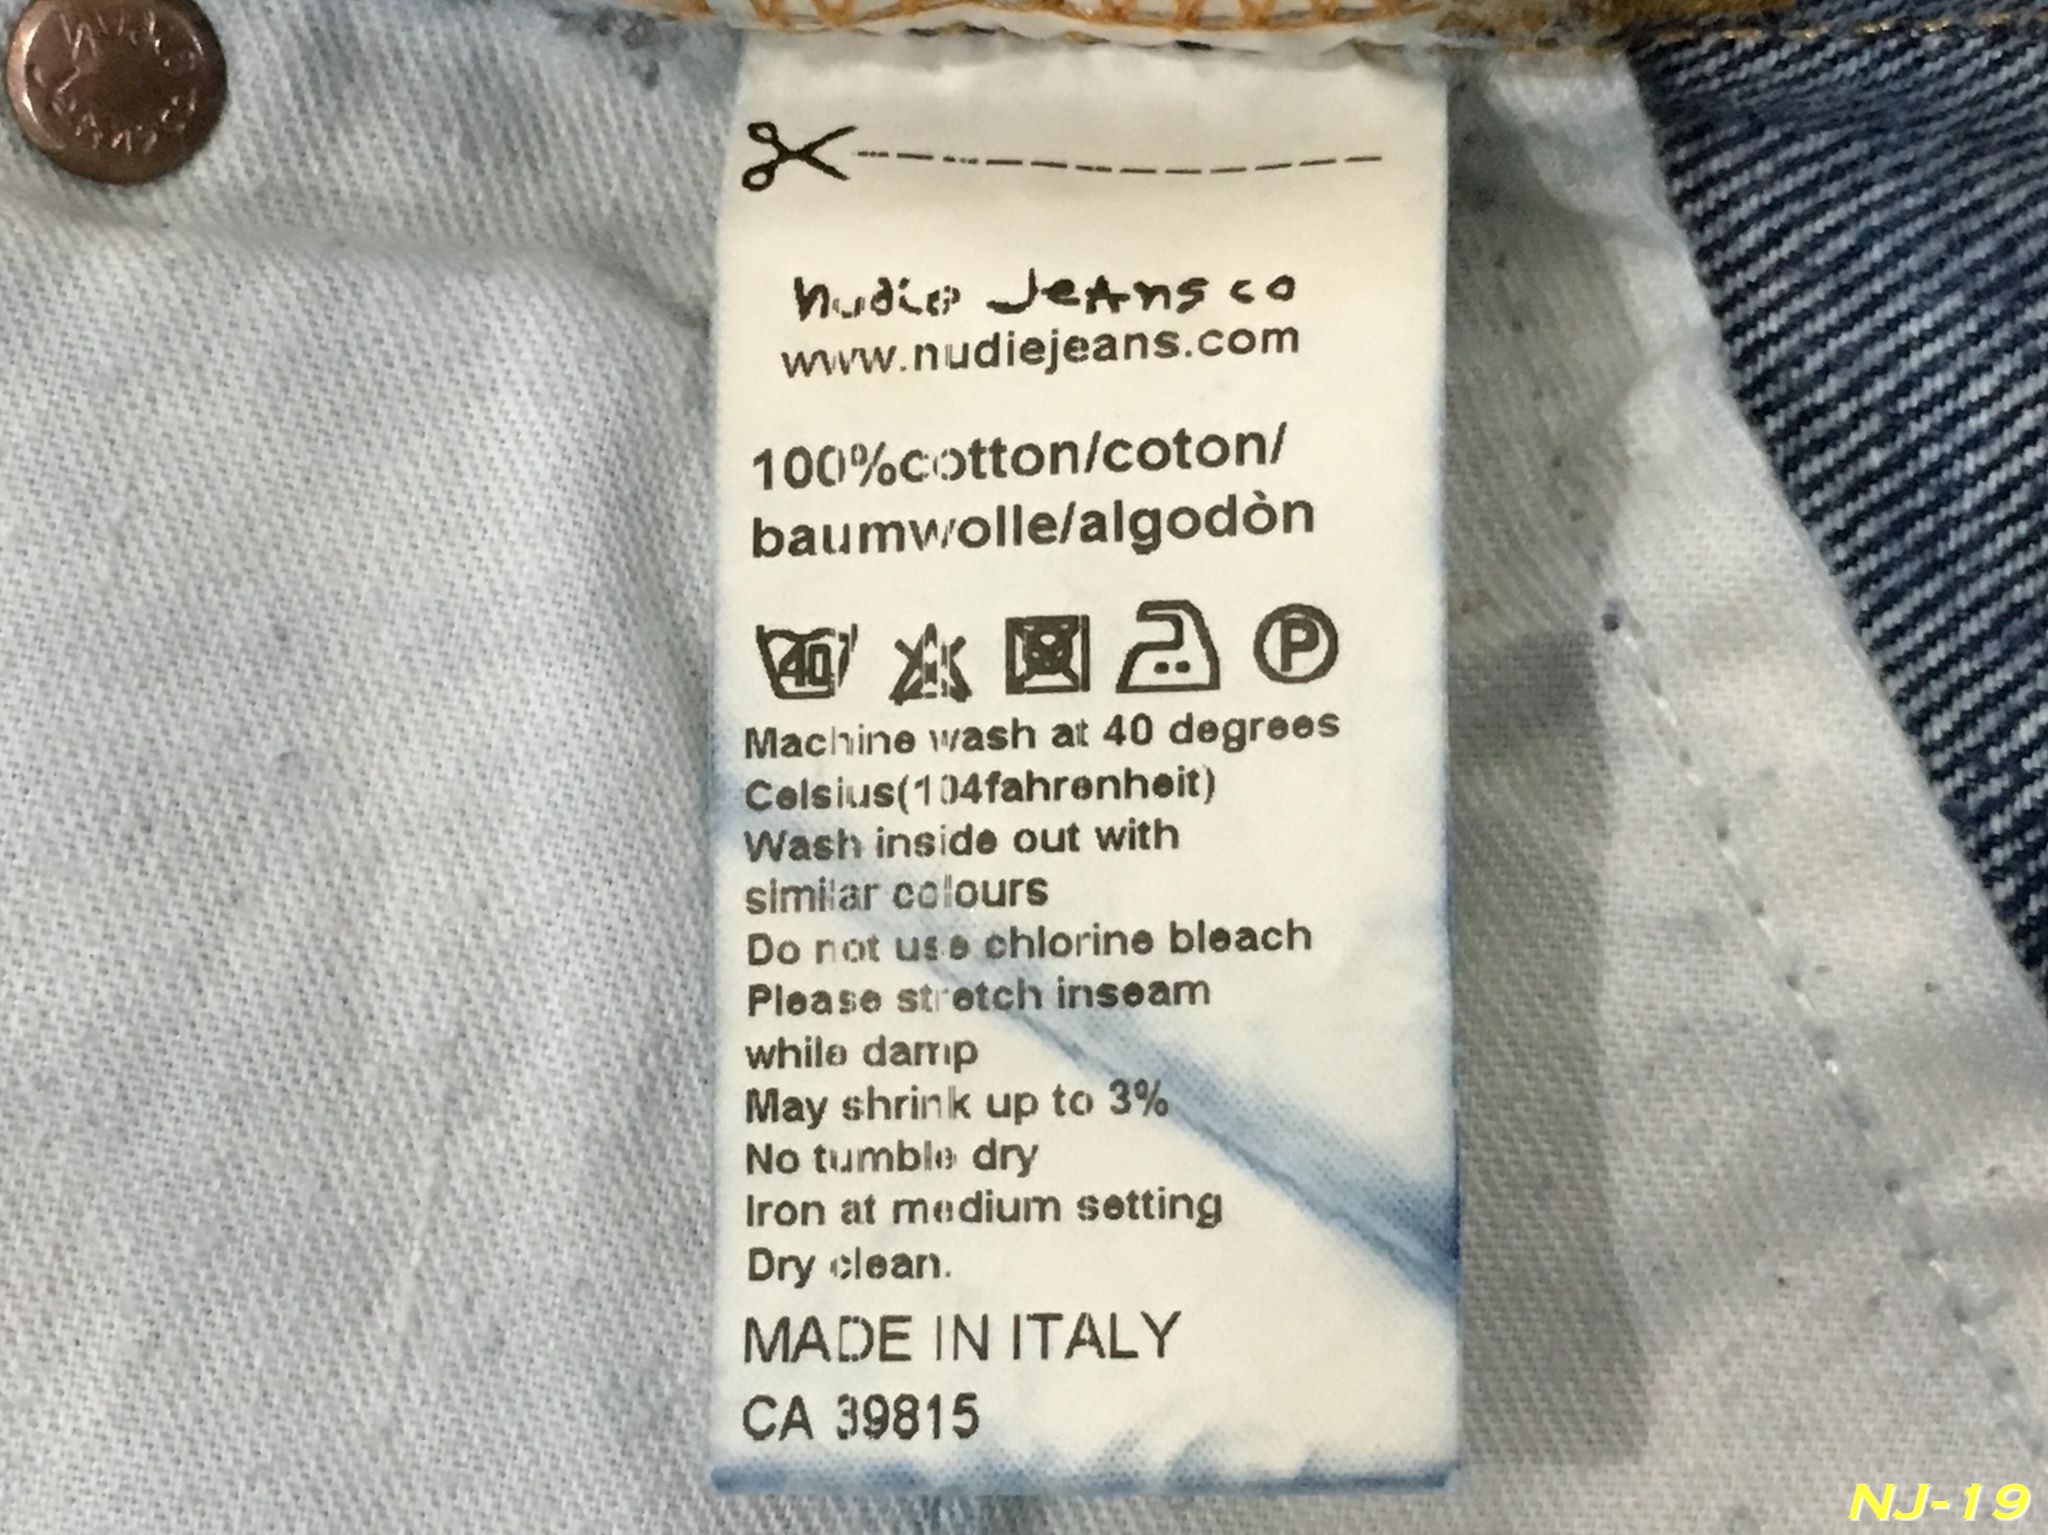 nudie Jeans
nudie Jeans co
www.nudiejeans.com
100%cotton/coton/
baumwolle/algodòn
40 P
Machine wash at 40 degrees
Celsius(104fahrenheit)
Wash inside out with
similar colours
Do not use chlorine bleach
Please stretch inseam
while damp
May shrink up to 3%
No tumble dry
Iron at medium setting
Dry clean.
MADE IN ITALY
CA 39815
NJ-19